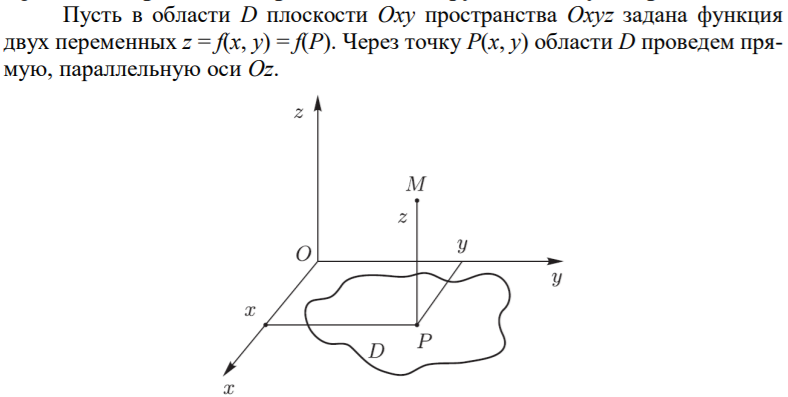 Пусть в области D плоскости Oxy пространства Oxyz задана функция
двух переменных z = f(x, y) = f(P). Через точку P(x, y) области D проведем пря-
мую, параллельную оси Oz.
z
M
z
O
y
y
x
P
D
x